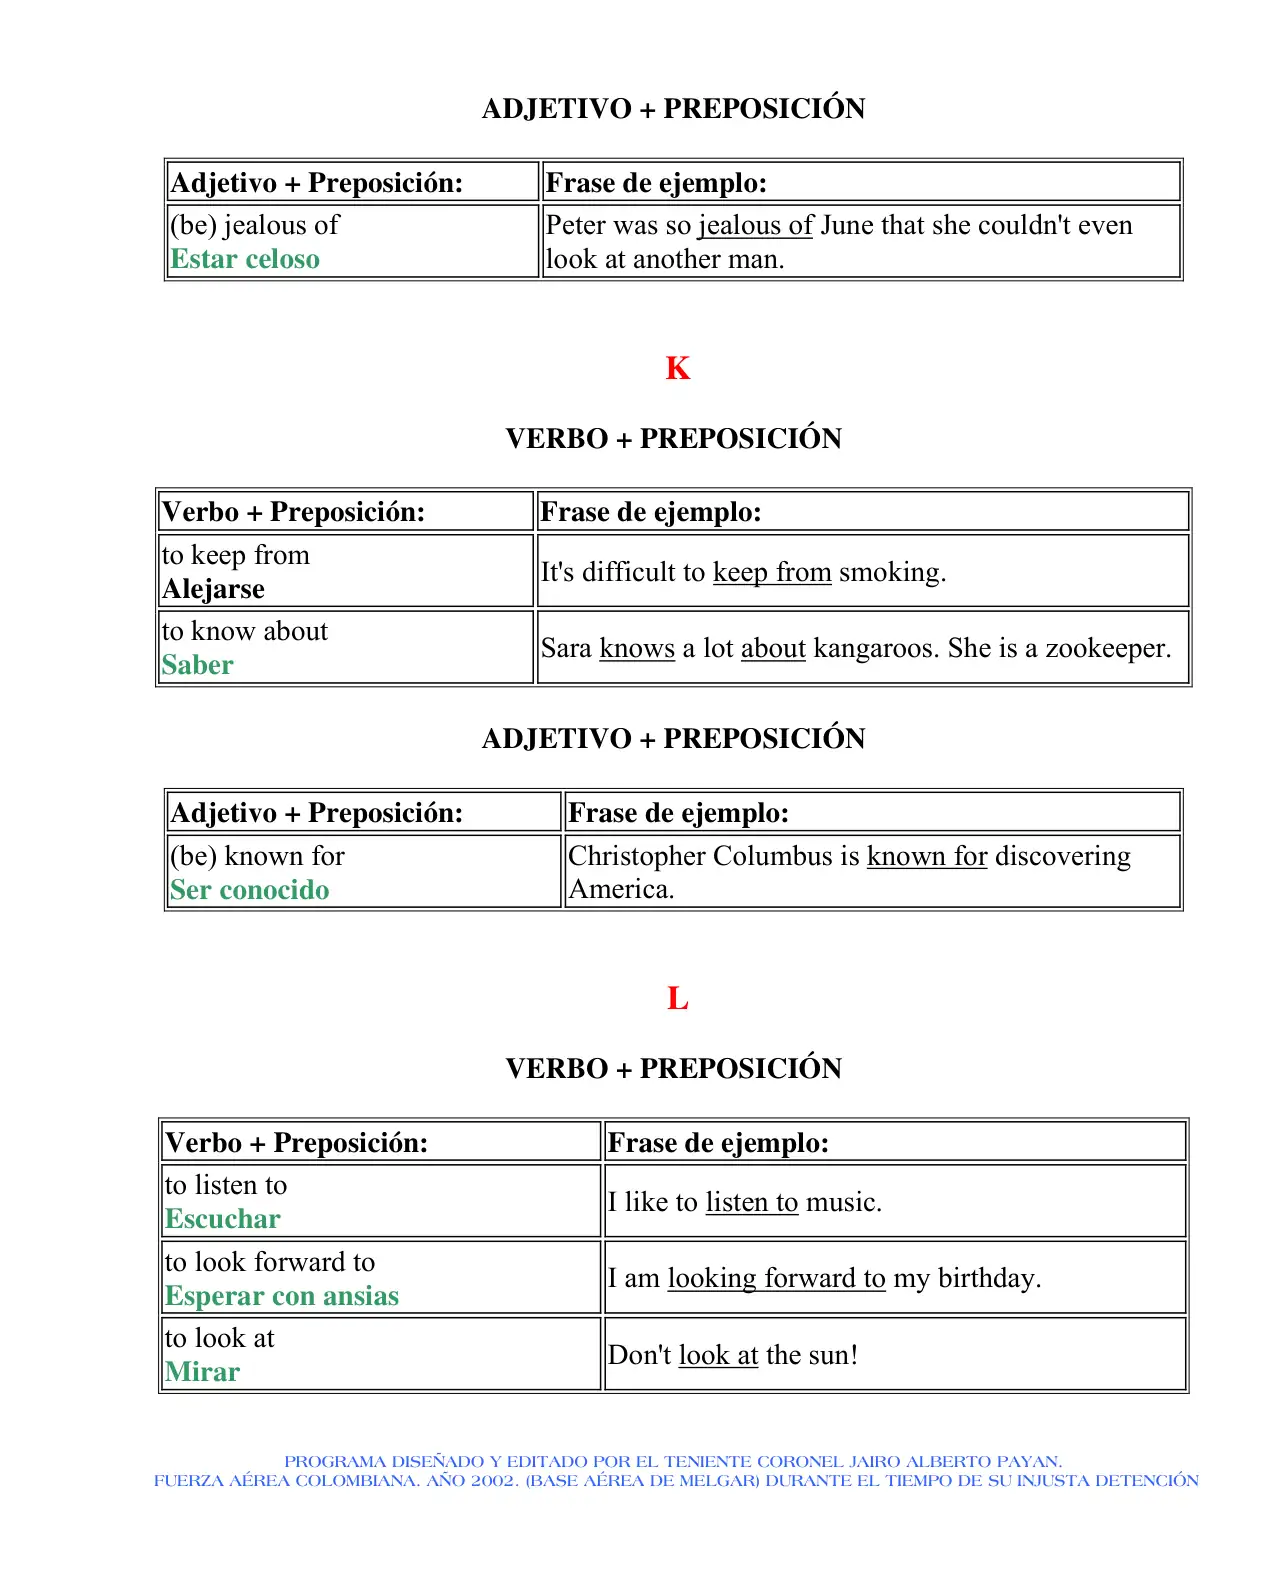 ADJETIVO + PREPOSICIÓN
Adjetivo + Preposición: Frase de ejemplo:
(be) jealous of
Estar celoso
Peter was so jealous of June that she couldn't even
look at another man.
K
VERBO + PREPOSICIÓN
Verbo + Preposición: Frase de ejemplo:
to keep from
Alejarse
It's difficult to keep from smoking.
to know about
Saber
Sara knows a lot about kangaroos. She is a zookeeper.
ADJETIVO + PREPOSICIÓN
Adjetivo + Preposición: Frase de ejemplo:
(be) known for
Ser conocido
Christopher Columbus is known for discovering
America.
L
VERBO + PREPOSICIÓN
Verbo + Preposición: Frase de ejemplo:
to listen to
Escuchar
I like to listen to music.
to look forward to
Esperar con ansias
I am looking forward to my birthday.
to look at
Mirar
Don't look at the sun!
PROGRAMA DISEÑADO Y EDITADO POR EL TENIENTE CORONEL JAIRO ALBERTO PAYAN.
FUERZA AÉREA COLOMBIANA. AÑO 2002. (BASE AÉREA DE MELGAR) DURANTE EL TIEMPO DE SU INJUSTA DETENCIÓN